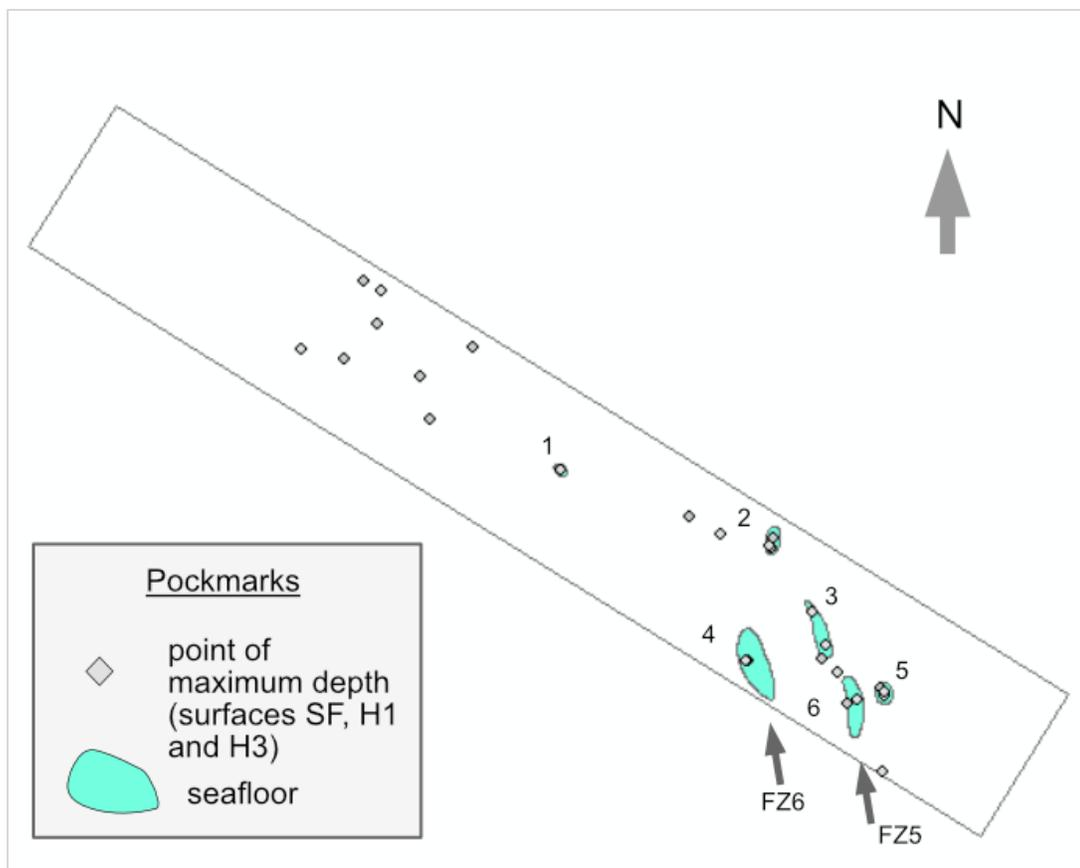 N
1
2
3
4
5
6
FZ6
FZ5
Pockmarks
point of
maximum depth
(surfaces SF, H1
and H3)
seafloor